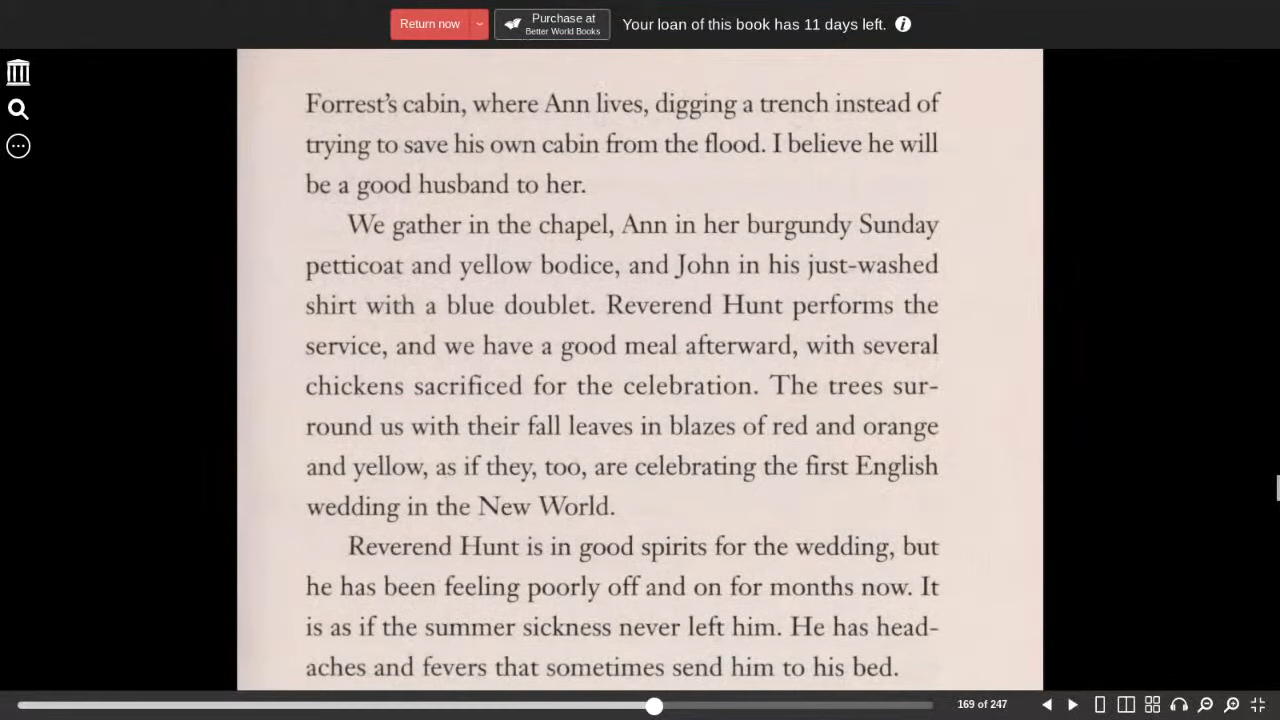 Return now
Purchase at
Better World Books
Your loan of this book has 11 days left.
Forrest's cabin, where Ann lives, digging a trench instead of
trying to save his own cabin from the flood. I believe he will
be a good husband to her.
We gather in the chapel, Ann in her burgundy Sunday
petticoat and yellow bodice, and John in his just-washed
shirt with a blue doublet. Reverend Hunt performs the
service, and we have a good meal afterward, with several
chickens sacrificed for the celebration. The trees sur-
round us with their fall leaves in blazes of red and orange
and yellow, as if they, too, are celebrating the first English
wedding in the New World.
Reverend Hunt is in good spirits for the wedding, but
he has been feeling poorly off and on for months now. It
is as if the summer sickness never left him. He has head-
aches and fevers that sometimes send him to his bed.
169 of 247